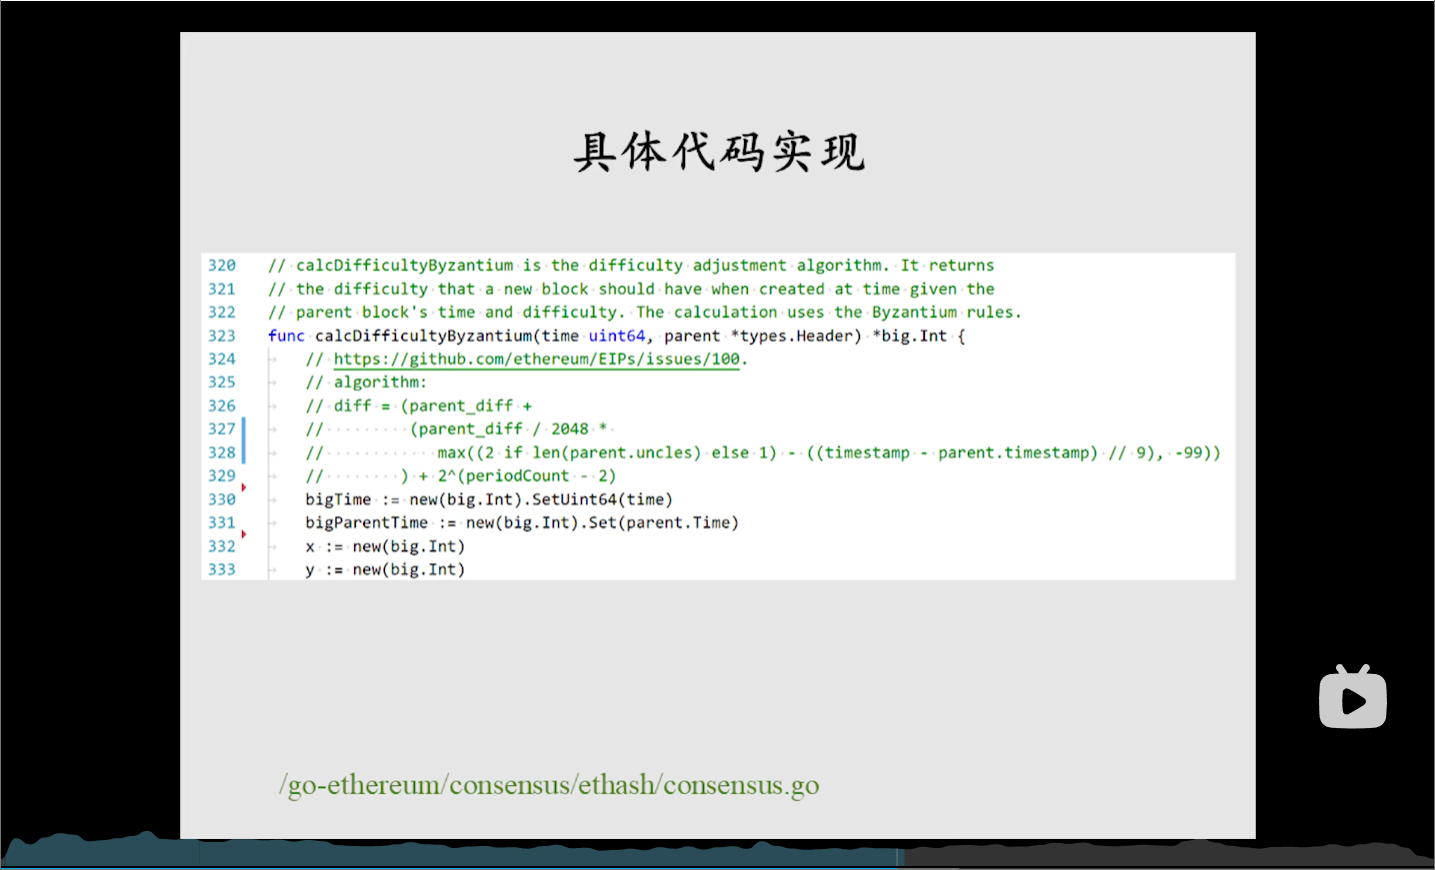 具体代码实现
320 // calcDifficultyByzantium is the difficulty adjustment algorithm. It returns
321 // the difficulty that a new block should have when created at time given the
322 // parent block's time and difficulty. The calculation uses the Byzantium rules.
323 func calcDifficultyByzantium(time uint64, parent *types.Header) *big.Int {
324 // https://github.com/ethereum/EIPs/issues/100.
325 // algorithm:
326 // diff = (parent_diff +
327 // (parent_diff / 2048 *
328 // max((2 if len(parent.uncles) else 1) - ((timestamp - parent.timestamp) // 9), -99))
329 // ) + 2^(periodCount - 2)
330 bigTime := new(big.Int).SetUint64(time)
331 bigParentTime := new(big.Int).Set(parent.Time)
332 x := new(big.Int)
333 y := new(big.Int)
/go-ethereum/consensus/ethash/consensus.go